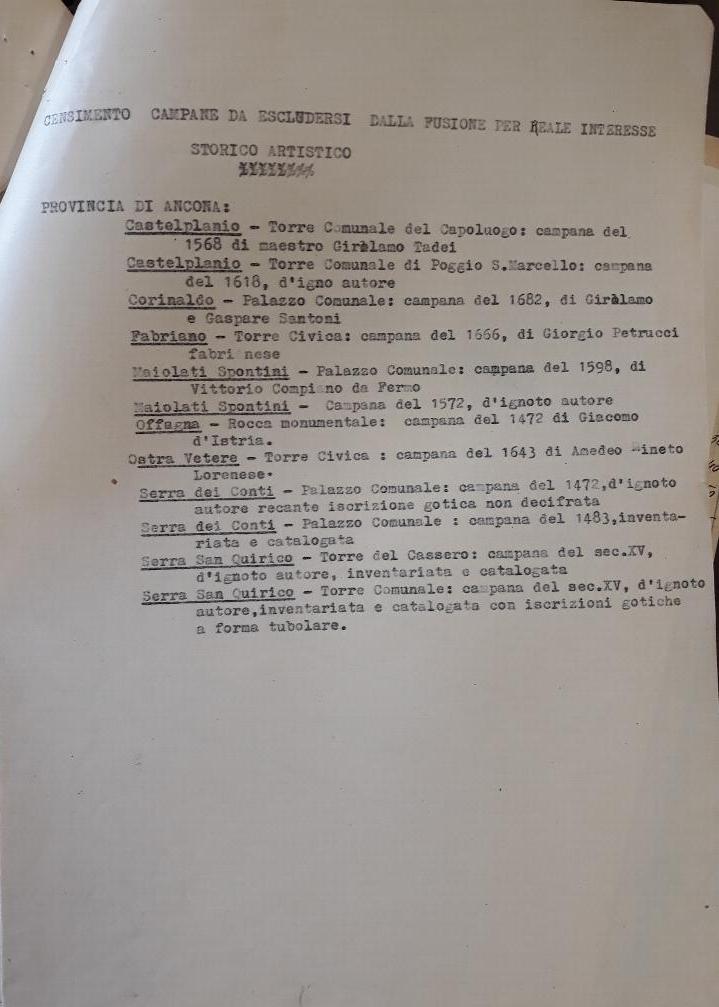 CENSIMENTO CAMPANE DA ESCLUDERSI DALLA FUSIONE PER REALE INTERESSE
STORICO ARTISTICO
PROVINCIA DI ANCONA:
Castelplanio - Torre Comunale del Capoluogo: campana del
1568 di maestro Giràlamo Tadei
Castelplanio - Torre Comunale di Poggio S.Marcello: campana
del 1618, d'igno autore
Corinaldo - Palazzo Comunale: campana del 1682, di Giràlamo
e Gaspare Santoni
Fabriano - Torre Civica: campana del 1666, di Giorgio Petrucci
fabri nese
Maiolati Spontini - Palazzo Comunale: campana del 1598, di
Vittorio Compiano da Fermo
Maiolati Spontini - Campana del 1572, d'ignoto autore
Offagna - Rocca monumentale: campana del 1472 di Giacomo
d'Istria.
Ostra Vetere - Torre Civica : campana del 1643 di Amedeo
Lorenese.
Serra dei Conti - Palazzo Comunale: campana del 1472,d'ignoto
autore recante iscrizione gotica non decifrata
Serra dei Conti - Palazzo Comunale : campana del 1483,inventa-
riata e catalogata
Serra San Quirico - Torre del Cassero: campana del sec.XV,
d'ignoto autore, inventariata e catalogata
Serra San Quirico - Torre Comunale: campana del sec.XV, d'ignoto
autore,inventariata e catalogata con iscrizioni gotiche
a forma tubolare.